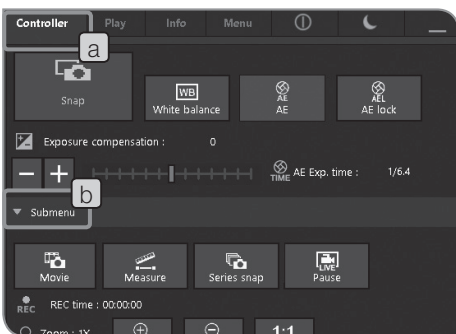 Controller Play Info Menu
a
Snap
WB
White balance
AE
AE
AEL
AE lock
Exposure compensation : 0
TIME AE Exp. time : 1/6.4
b
Submenu
Movie
Measure
Series snap
LIVE
Pause
REC REC time : 00:00:00
Zoom : 1X 1:1